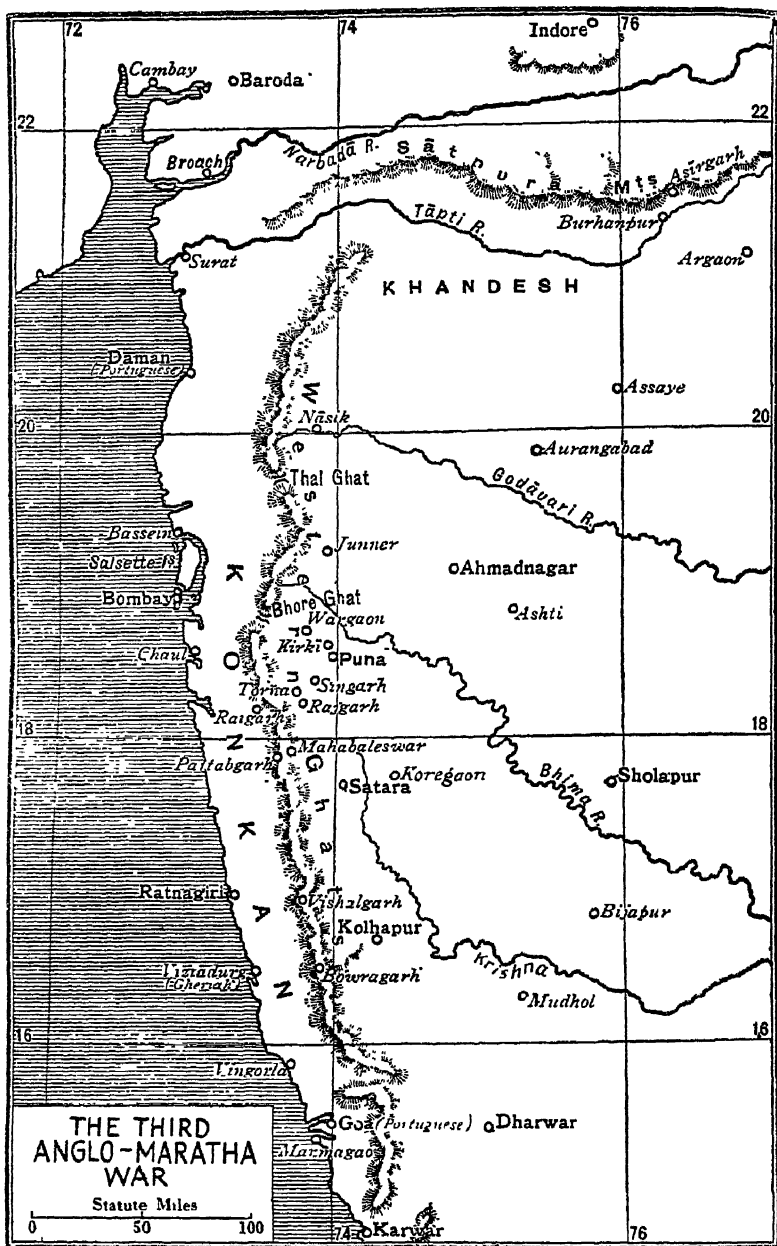 72
74
76
Indore
Cambay
Baroda
22
22
Broach
Narbadā R.
Sātpura Mts
Asirgarh
Burhanpur
Tāpti R.
Surat
Argaon
KHANDESH
Daman
(Portuguese)
Assaye
Nāsik
20
20
Aurangabad
Thal Ghat
Godāvari R.
Western Ghats
Bassein
Junner
Salsette Is
Ahmadnagar
Bombay
Bhore Ghat
Ashti
Wargaon
KONKAN
Kirki
Puna
Chaul
Singarh
Torna
Rajgarh
Raigarh
18
18
Mahabaleswar
Partabgarh
Koregaon
Sholapur
Satara
Bhima R.
Ratnagiri
Vishalgarh
Bijapur
Kolhapur
Viziadurg
(Gheriah)
Bowragarh
Krishna
Mudhol
16
16
Vingorla
THE THIRD
ANGLO-MARATHA
WAR
Goa (Portuguese)
Dharwar
Marmagao
Statute Miles
0 50 100
Karwar
74
76